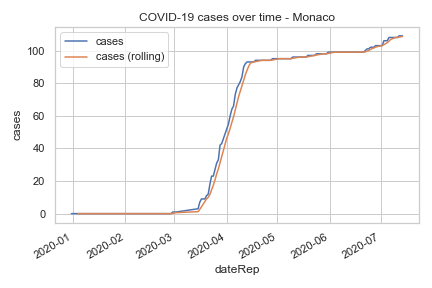 COVID-19 cases over time - Monaco
cases
cases (rolling)
cases
100
80
60
40
20
0
2020-01
2020-02
2020-03
2020-04
2020-05
2020-06
2020-07
dateRep